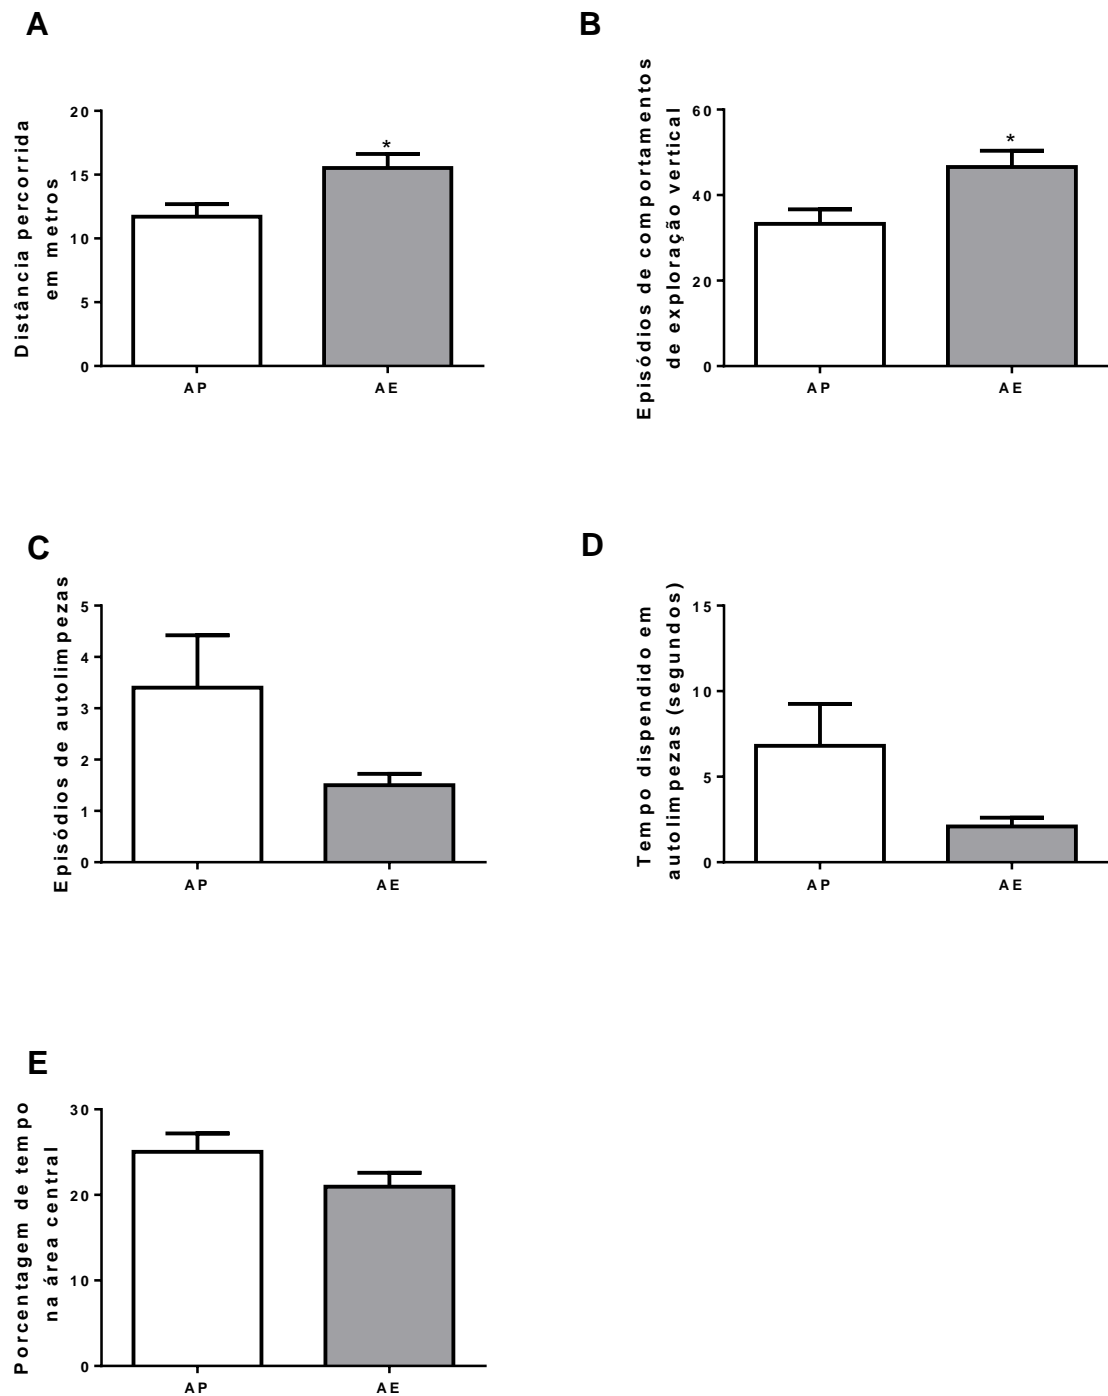 A
Distância percorrida
em metros
20
15
10
5
0
*
AP
AE
B
Episódios de comportamentos
de exploração vertical
60
40
20
0
*
AP
AE
C
Episódios de autolimpezas
5
4
3
2
1
0
AP
AE
D
Tempo dispendido em
autolimpezas (segundos)
15
10
5
0
AP
AE
E
Porcentagem de tempo
na área central
30
20
10
0
AP
AE